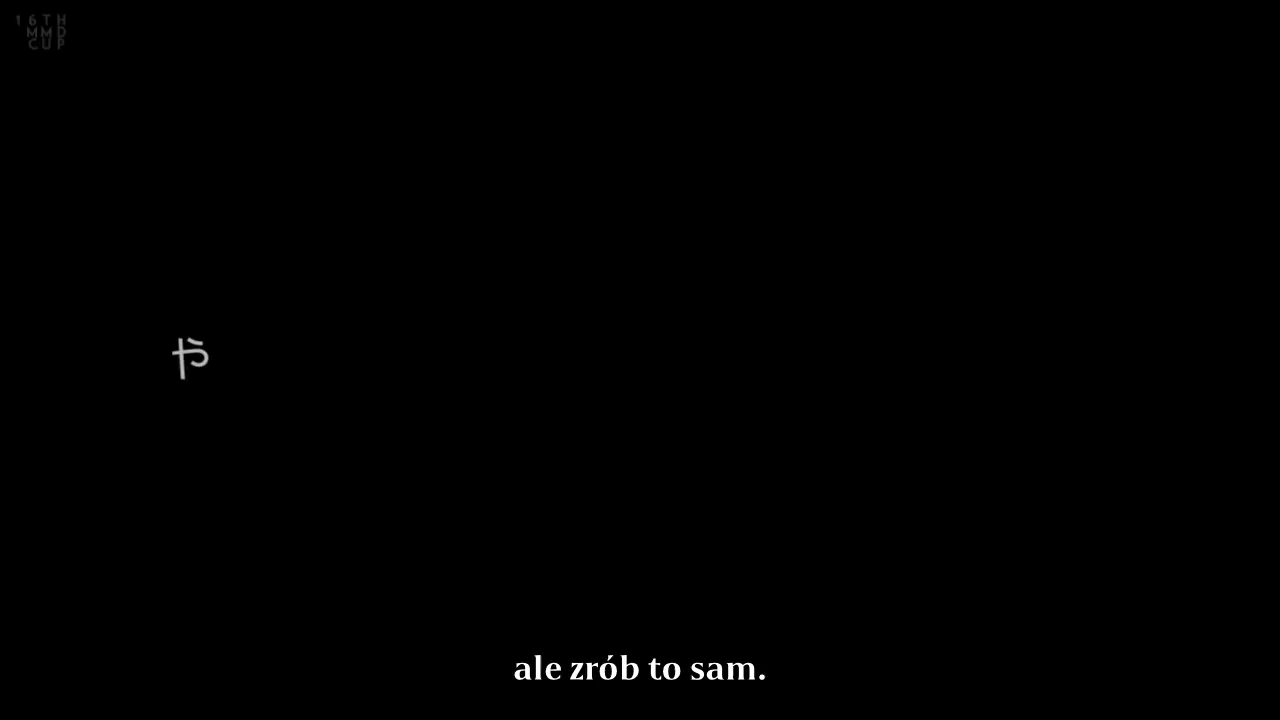 16TH
MMD
CUP
や
ale zrób to sam.